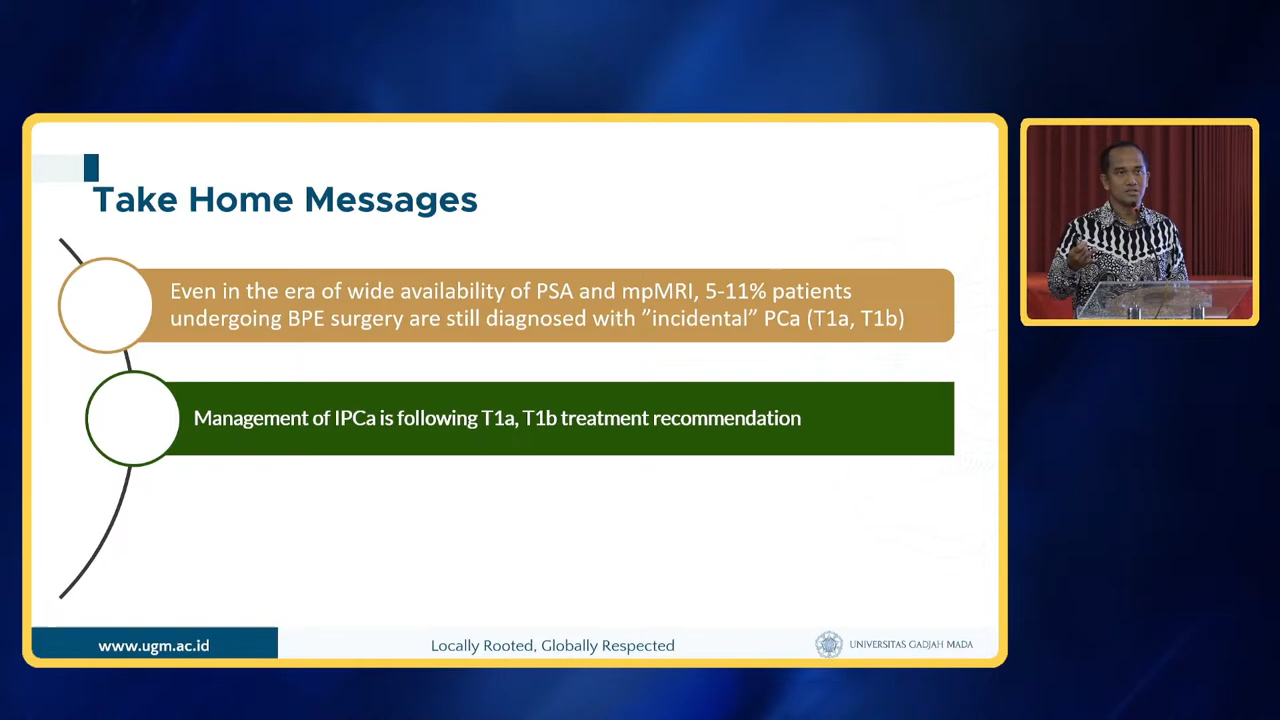 Take Home Messages
Even in the era of wide availability of PSA and mpMRI, 5-11% patients
undergoing BPE surgery are still diagnosed with ”incidental” PCa (T1a, T1b)
Management of IPCa is following T1a, T1b treatment recommendation
www.ugm.ac.id
Locally Rooted, Globally Respected
UNIVERSITAS GADJAH MADA